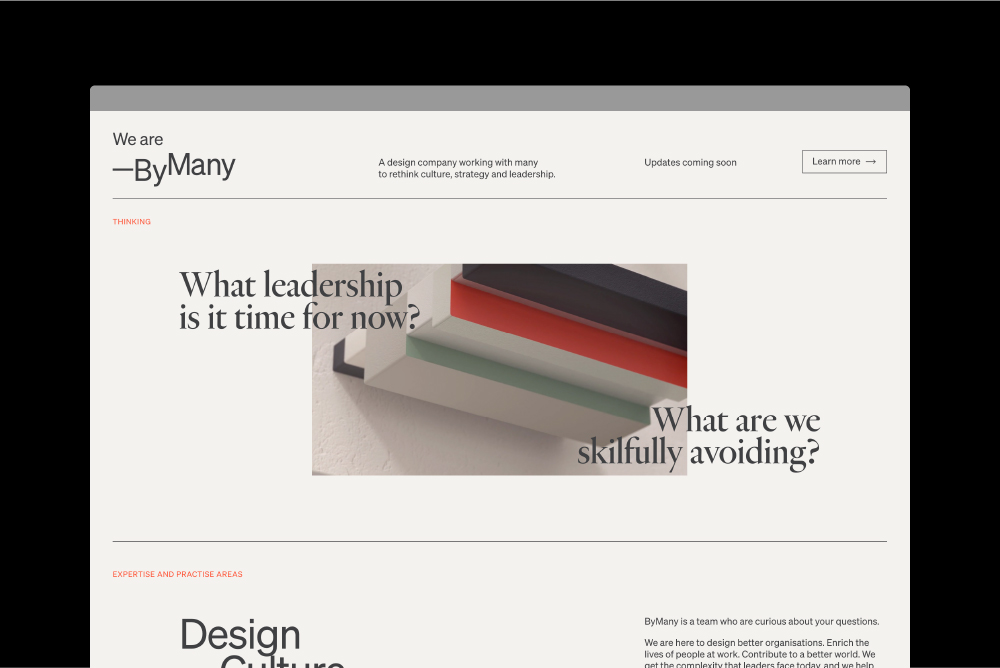 We are
—ByMany
A design company working with many
to rethink culture, strategy and leadership.
Updates coming soon
Learn more →
THINKING
What leadership
is it time for now?
What are we
skilfully avoiding?
EXPERTISE AND PRACTISE AREAS
Design
Culture
ByMany is a team who are curious about your questions.
We are here to design better organisations. Enrich the
lives of people at work. Contribute to a better world. We
get the complexity that leaders face today and we help